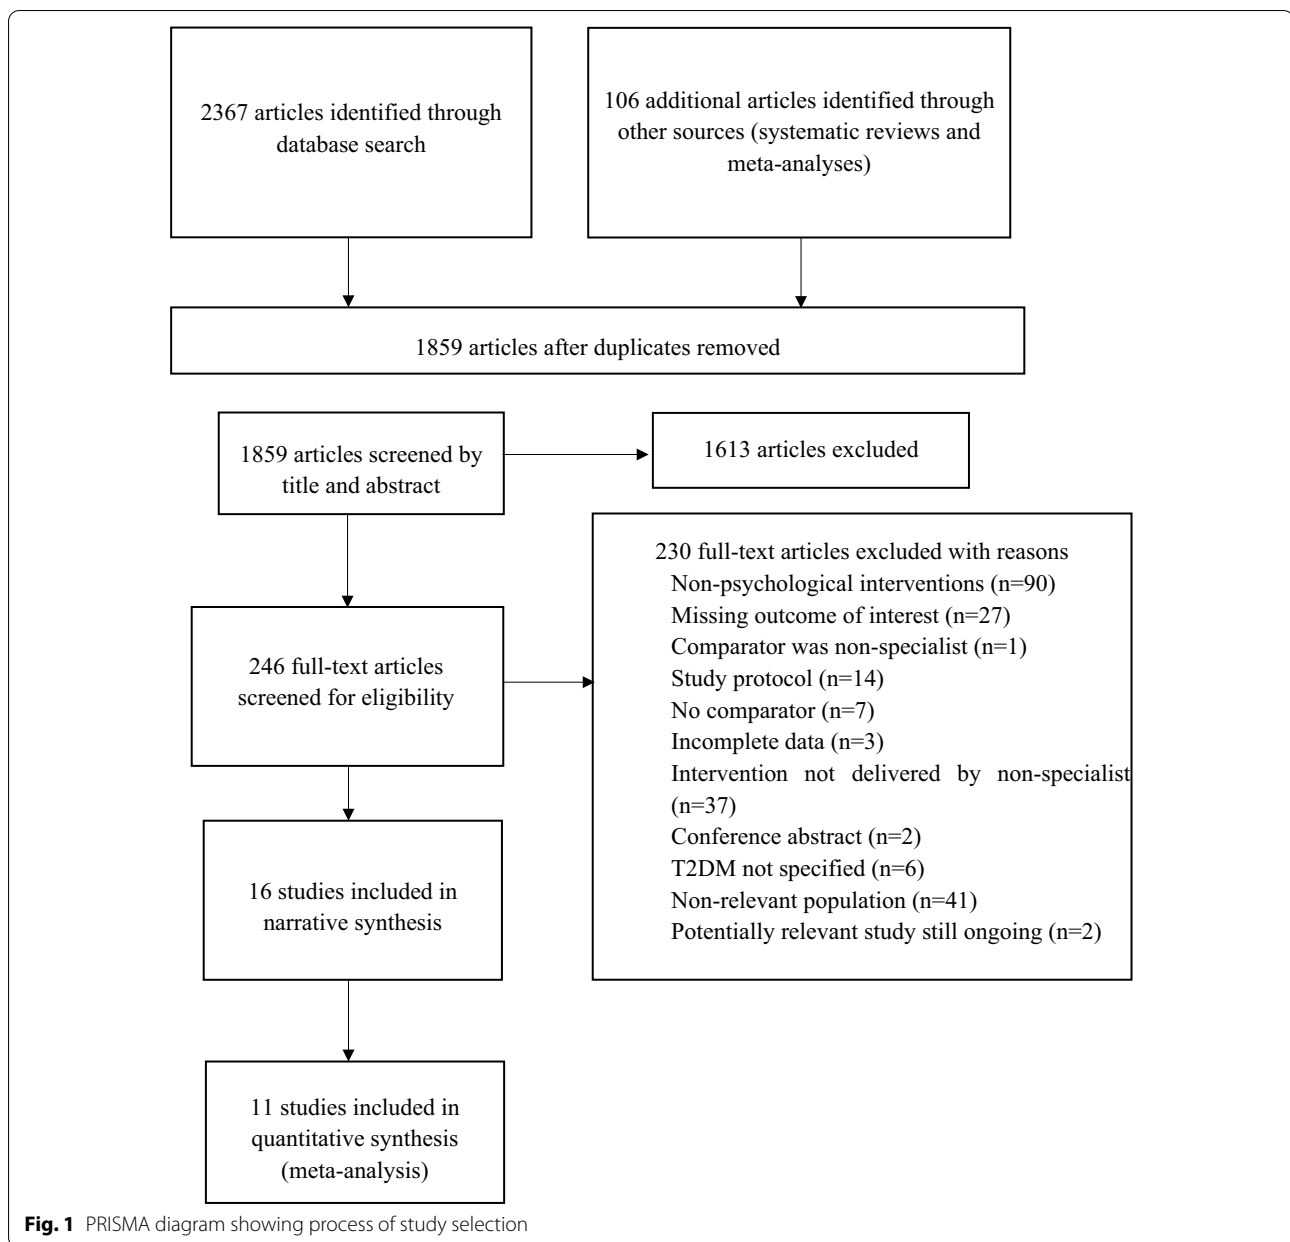 2367 articles identified through
database search
106 additional articles identified through
other sources (systematic reviews and
meta-analyses)
1859 articles after duplicates removed
1859 articles screened by
title and abstract
1613 articles excluded
246 full-text articles
screened for eligibility
230 full-text articles excluded with reasons
Non-psychological interventions (n=90)
Missing outcome of interest (n=27)
Comparator was non-specialist (n=1)
Study protocol (n=14)
No comparator (n=7)
Incomplete data (n=3)
Intervention not delivered by non-specialist
(n=37)
Conference abstract (n=2)
T2DM not specified (n=6)
Non-relevant population (n=41)
Potentially relevant study still ongoing (n=2)
16 studies included in
narrative synthesis
11 studies included in
quantitative synthesis
(meta-analysis)
Fig. 1 PRISMA diagram showing process of study selection